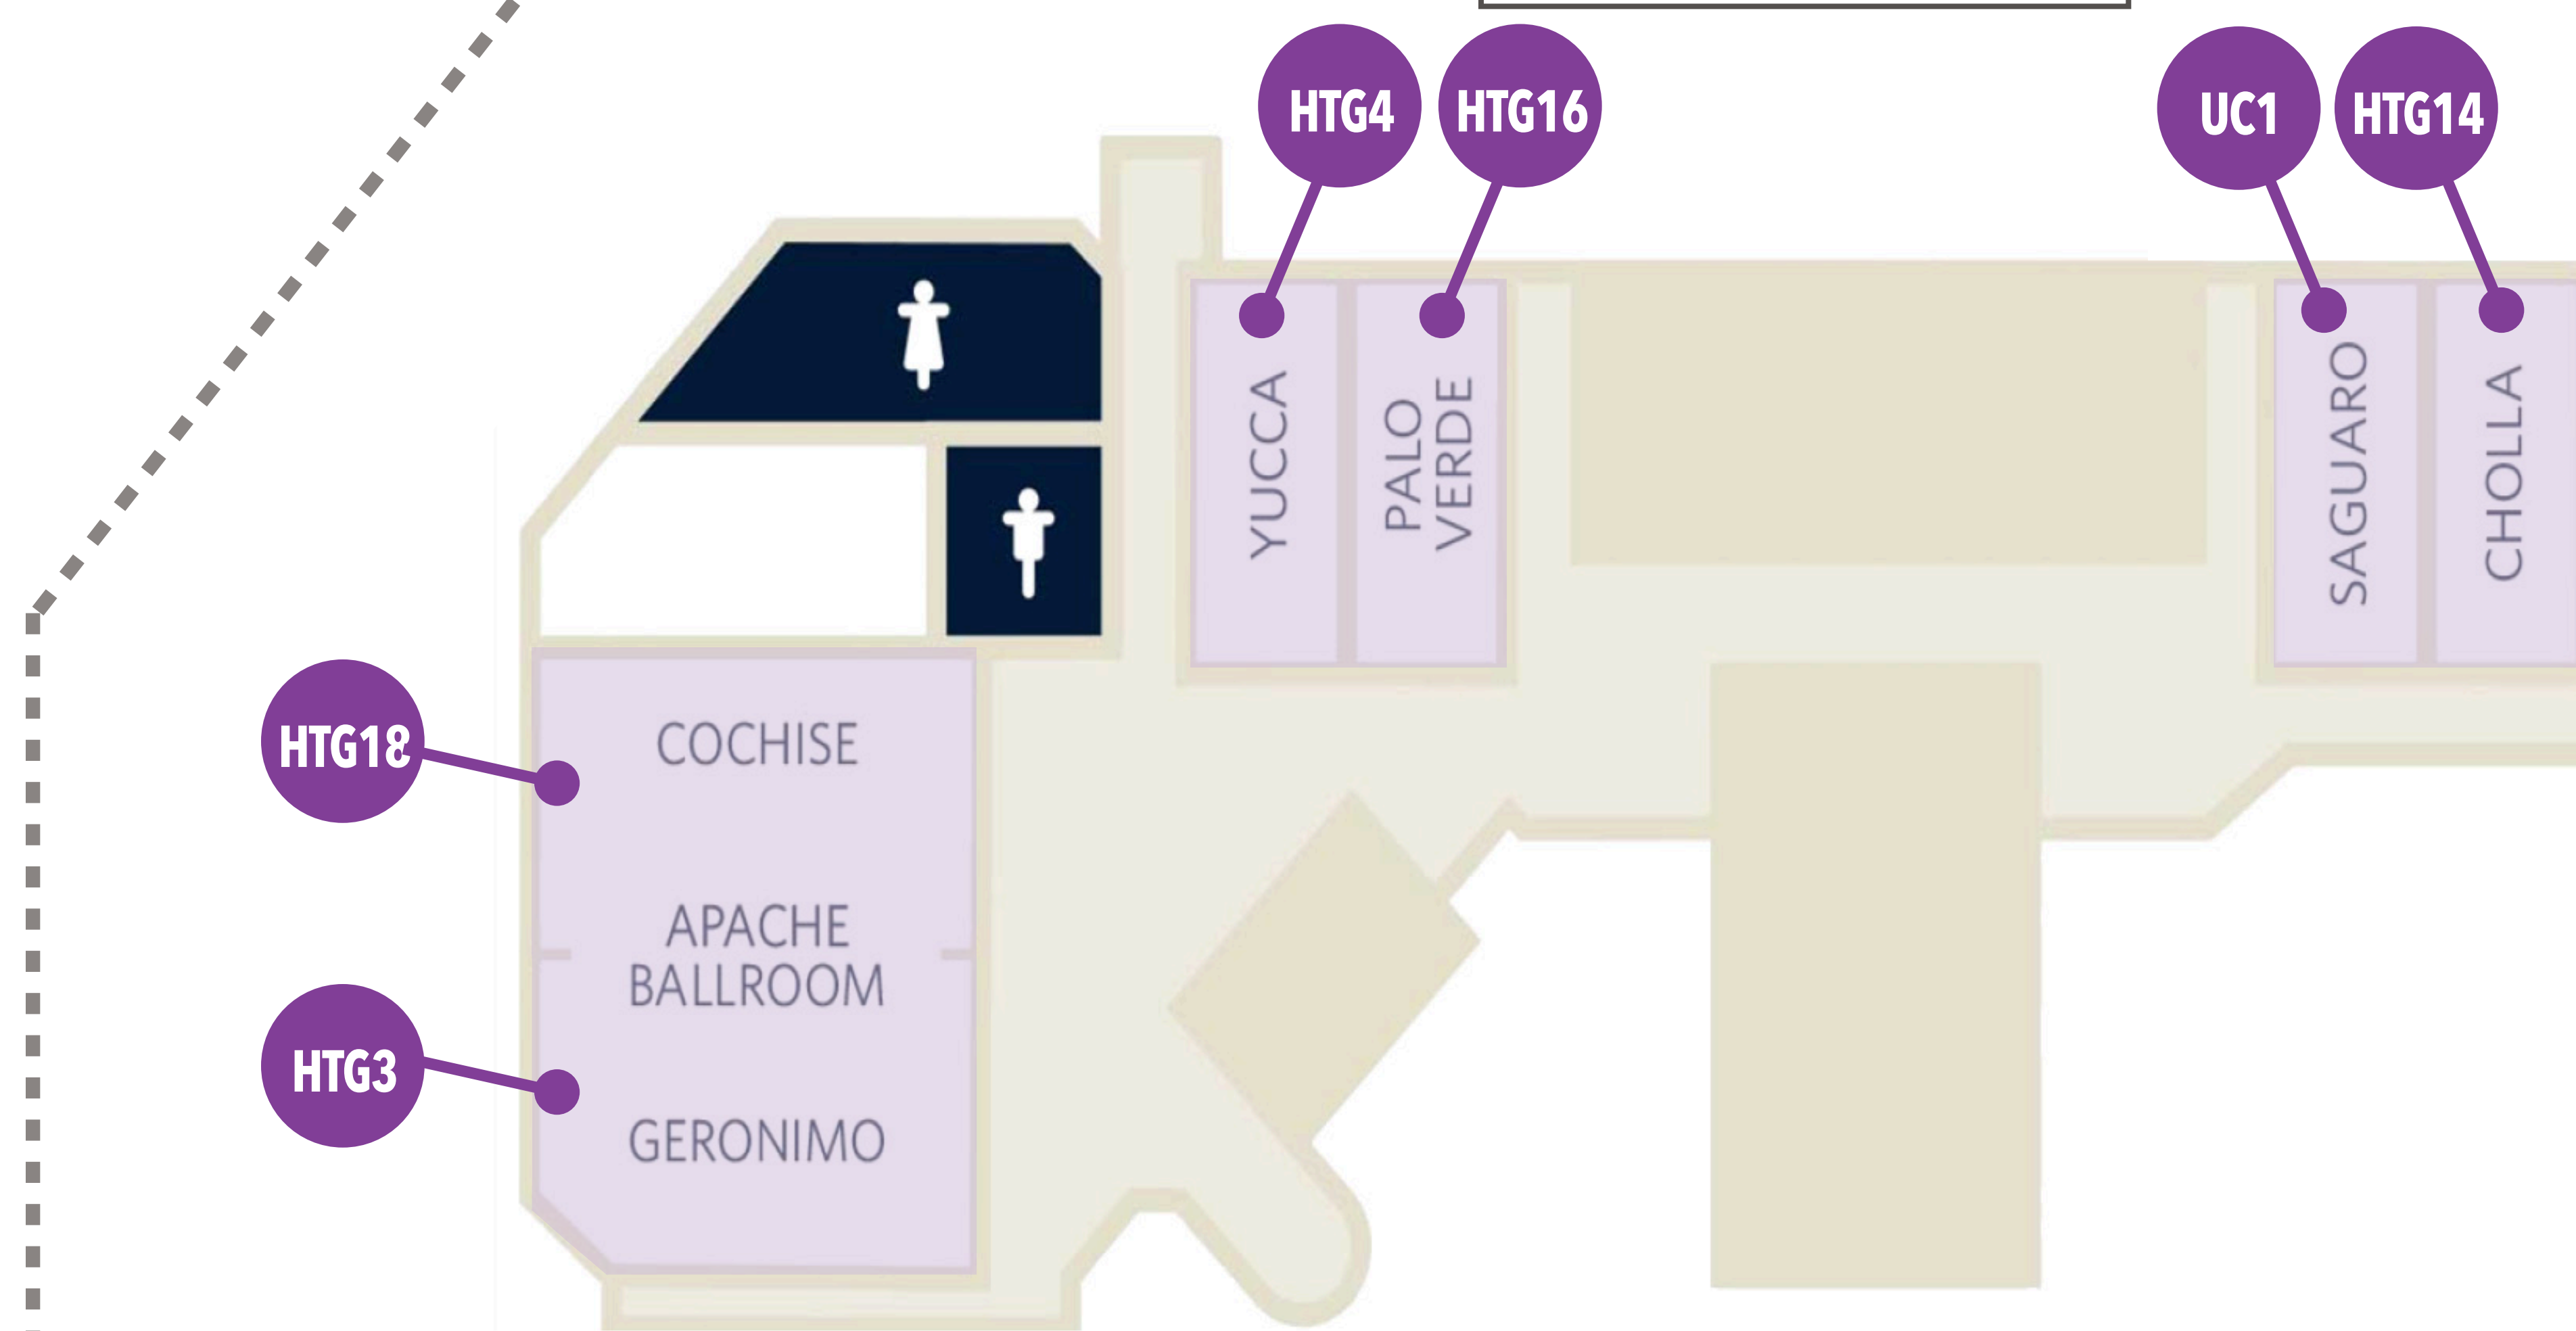 HTG4
HTG16
UC1
HTG14
YUCCA
PALO
VERDE
SAGUARO
CHOLLA
HTG18
COCHISE
APACHE
BALLROOM
HTG3
GERONIMO